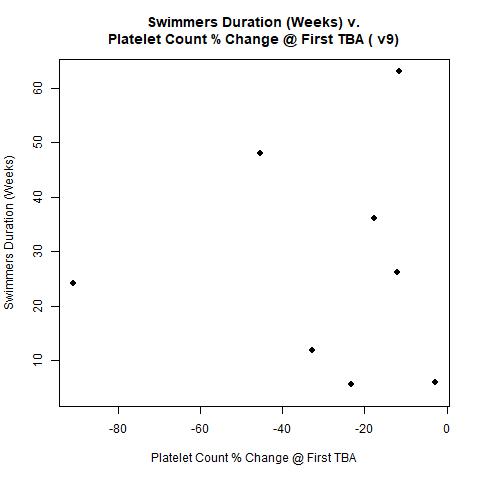 Swimmers Duration (Weeks) v.
Platelet Count % Change @ First TBA ( v9)
Swimmers Duration (Weeks)
60
50
40
30
20
10
-80 -60 -40 -20 0
Platelet Count % Change @ First TBA